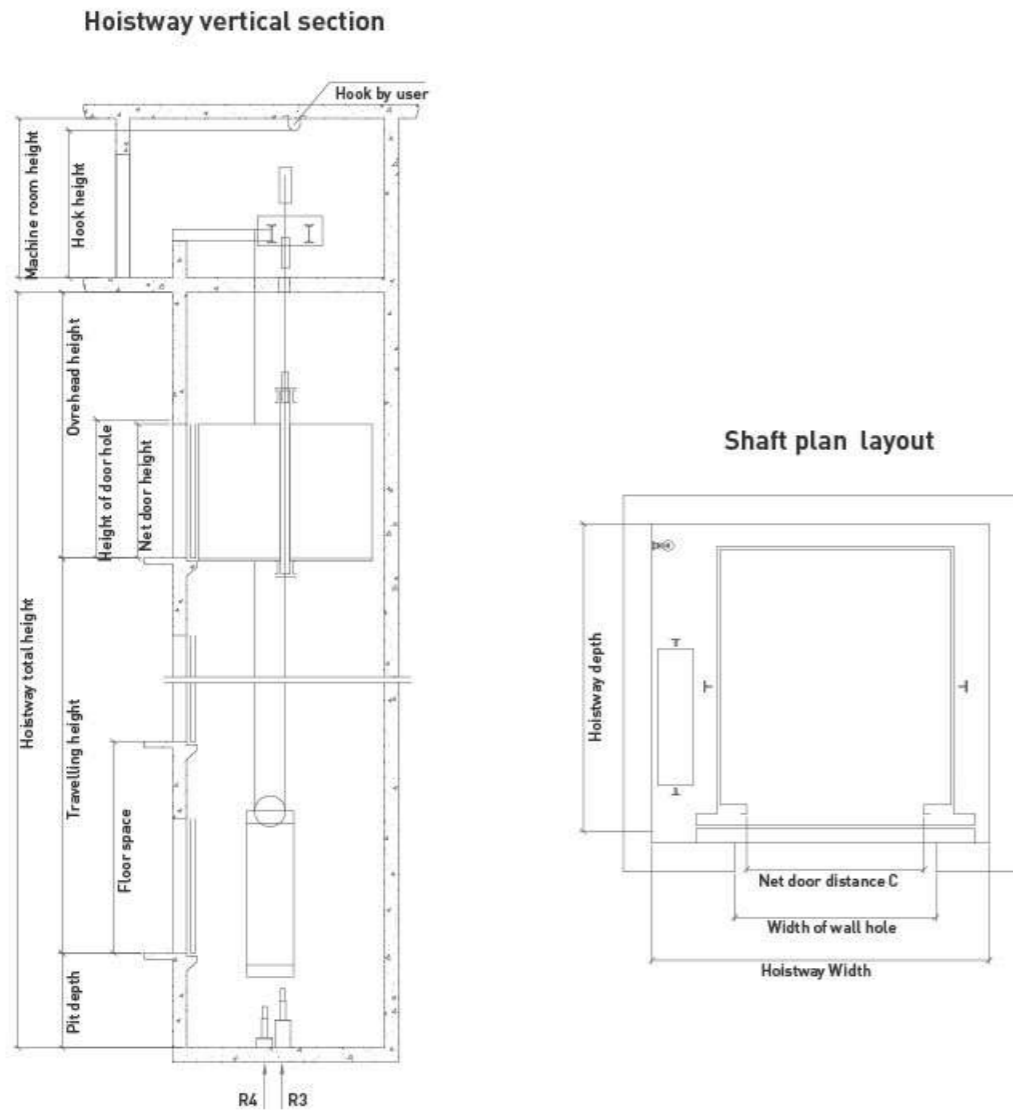 Hoistway vertical section
Hook by user
Machine room height
Hook height
Ovrehead height
Height of door hole
Net door height
Hoistway total height
Travelling height
Floor space
Pit depth
R4
R3
Shaft plan layout
Hoistway depth
Net door distance C
Width of wall hole
Hoistway Width